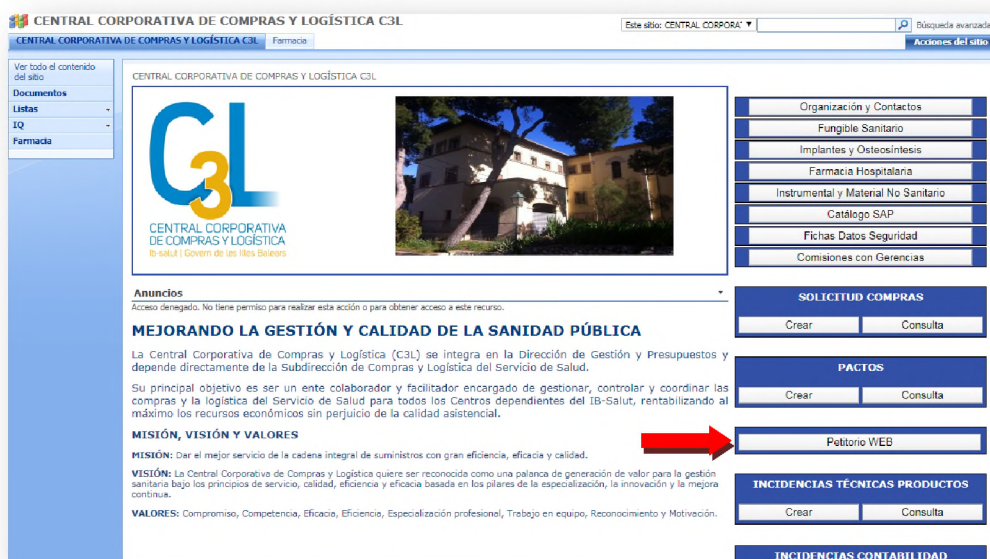 CENTRAL CORPORATIVA DE COMPRAS Y LOGÍSTICA C3L
Este sitio: CENTRAL CORPORA' ▼
Búsqueda avanzada
CENTRAL CORPORATIVA DE COMPRAS Y LOGÍSTICA C3L
Farmacia
Acciones del sitio
Ver todo el contenido
del sitio
Documentos
Listas
IQ
Farmacia
CENTRAL CORPORATIVA DE COMPRAS Y LOGÍSTICA C3L
C3L
CENTRAL CORPORATIVA
DE COMPRAS Y LOGÍSTICA
Ib-salut | Govern de les Illes Balears
Organización y Contactos
Fungible Sanitario
Implantes y Osteosíntesis
Farmacia Hospitalaria
Instrumental y Material No Sanitario
Catálogo SAP
Fichas Datos Seguridad
Comisiones con Gerencias
Anuncios
Acceso denegado. No tiene permiso para realizar esta acción o para obtener acceso a este recurso.
MEJORANDO LA GESTIÓN Y CALIDAD DE LA SANIDAD PÚBLICA
La Central Corporativa de Compras y Logística (C3L) se integra en la Dirección de Gestión y Presupuestos y
depende directamente de la Subdirección de Compras y Logística del Servicio de Salud.
Su principal objetivo es ser un ente colaborador y facilitador encargado de gestionar, controlar y coordinar las
compras y la logística del Servicio de Salud para todos los Centros dependientes del IB-Salut, rentabilizando al
máximo los recursos económicos sin perjuicio de la calidad asistencial.
MISIÓN, VISIÓN Y VALORES
MISIÓN: Dar el mejor servicio de la cadena integral de suministros con gran eficiencia, eficacia y calidad.
VISIÓN: La Central Corporativa de Compras y Logística quiere ser reconocida como una palanca de generación de valor para la gestión
sanitaria bajo los principios de servicio, calidad, eficiencia y eficacia basada en los pilares de la especialización, la innovación y la mejora
continua.
VALORES: Compromiso, Competencia, Eficacia, Eficiencia, Especialización profesional, Trabajo en equipo, Reconocimiento y Motivación.
SOLICITUD COMPRAS
Crear
Consulta
PACTOS
Crear
Consulta
Petitorio WEB
INCIDENCIAS TÉCNICAS PRODUCTOS
Crear
Consulta
INCIDENCIAS CONTABILIDAD